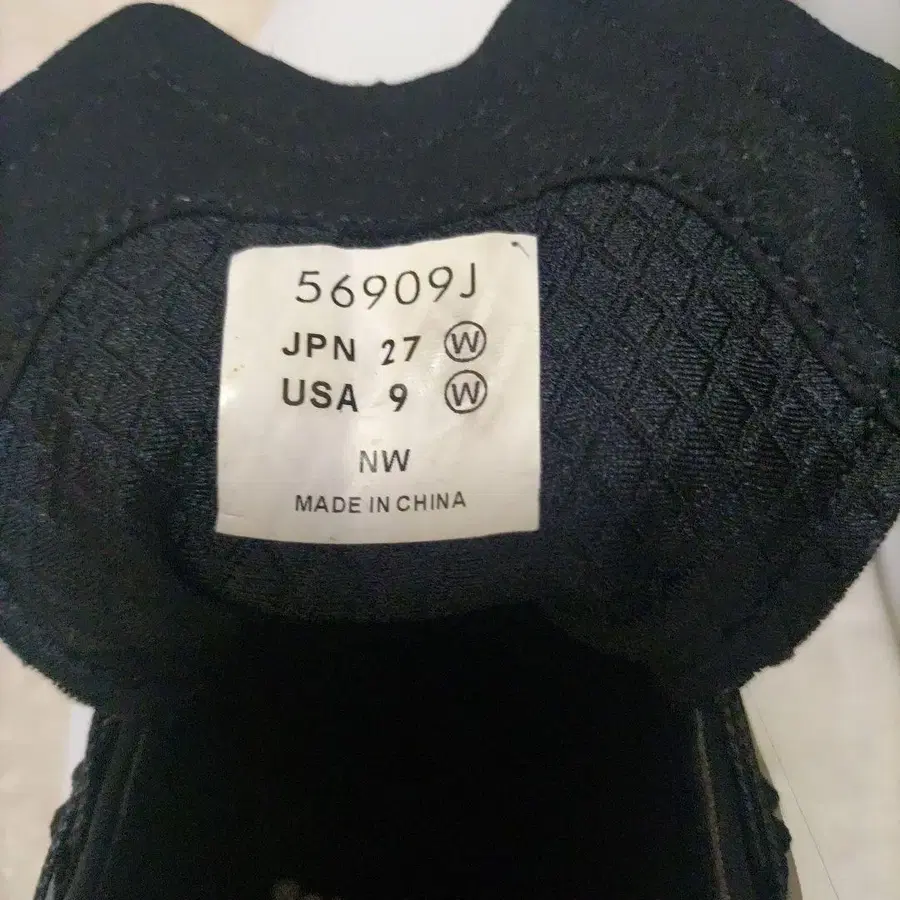 56909J
JPN 27 Ⓦ
USA 9 Ⓦ
NW
MADE IN CHINA